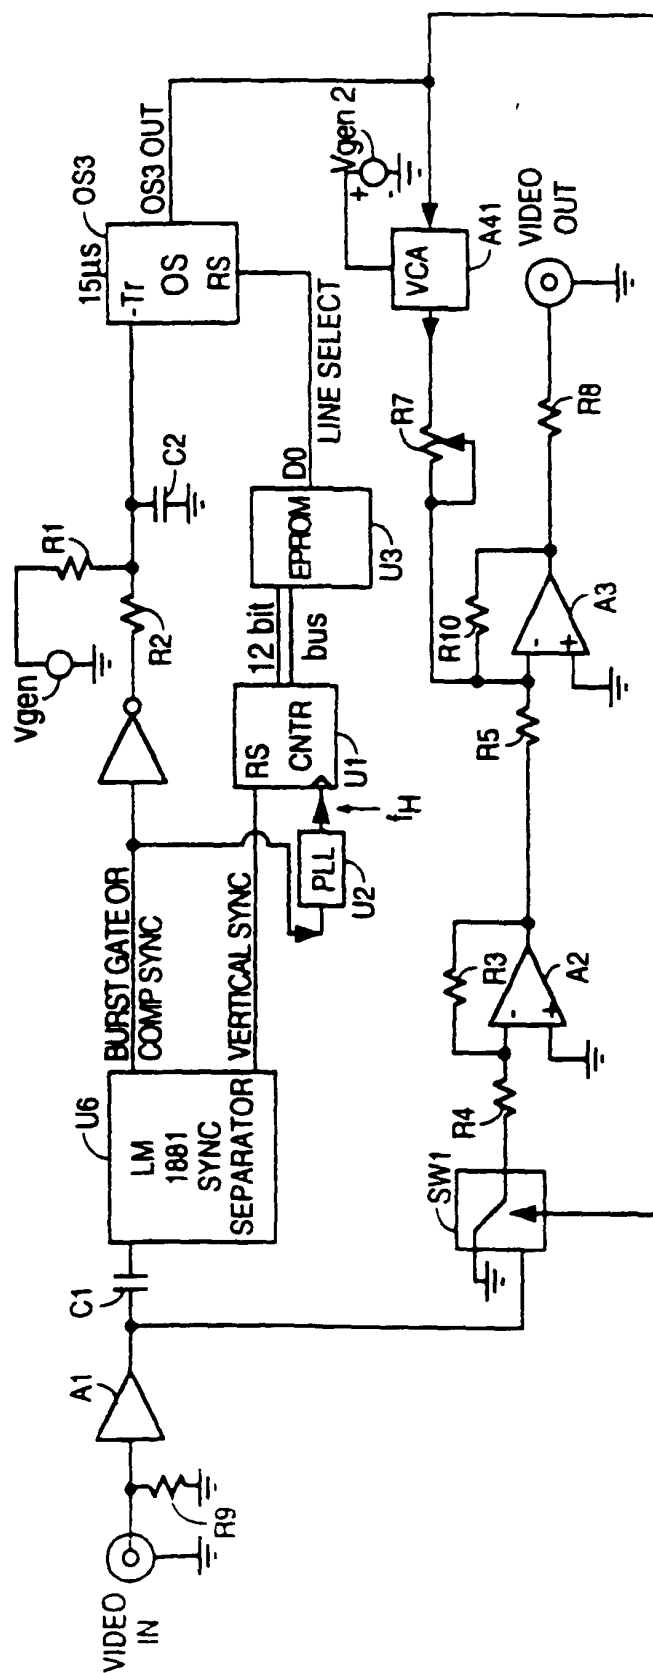 VIDEO
IN
R9
A1
C1
U6
LM
1881
SYNC
SEPARATOR
BURST GATE OR
COMP SYNC
VERTICAL SYNC
Vgen
R1
R2
C2
15µs
OS3
-Tr
OS
RS
OS3 OUT
PLL
U2
fH
RS
CNTR
U1
12 bit
bus
EPROM
U3
D0
LINE SELECT
Vgen 2
+
-
VCA
A41
R7
SW1
R4
R3
-
+
A2
R5
R10
-
+
A3
R8
VIDEO
OUT